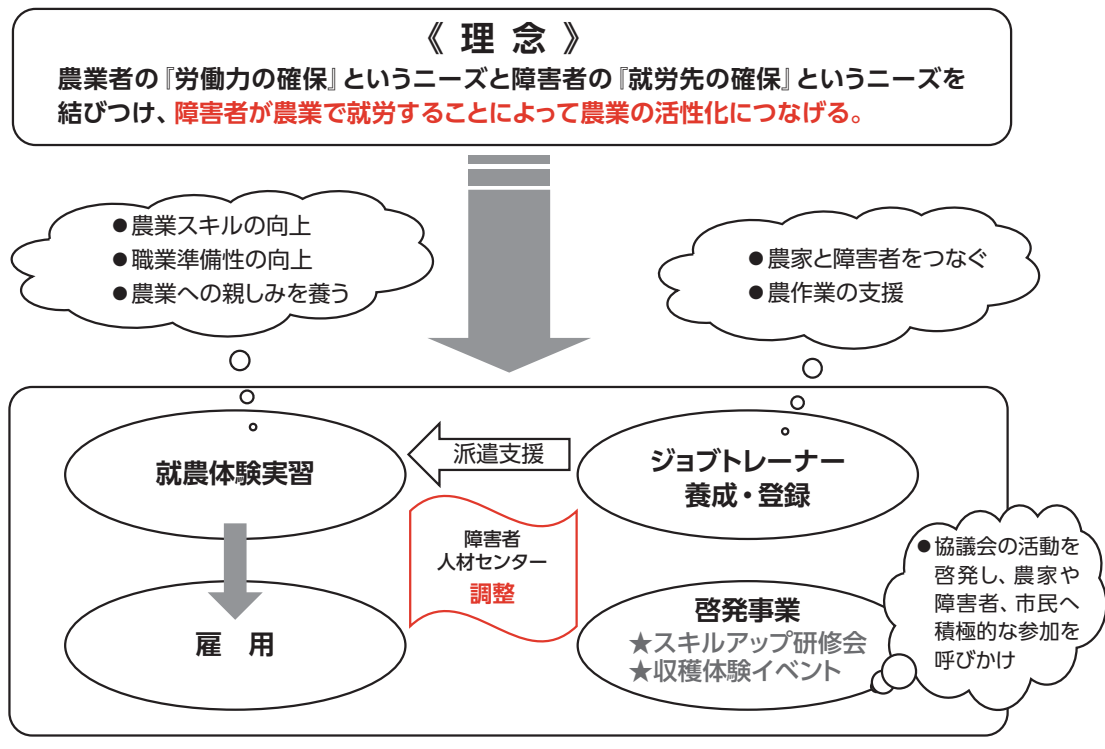 《 理 念 》
農業者の『労働力の確保』というニーズと障害者の『就労先の確保』というニーズを
結びつけ、障害者が農業で就労することによって農業の活性化につなげる。
●農業スキルの向上
●職業準備性の向上
●農業への親しみを養う
●農家と障害者をつなぐ
●農作業の支援
就農体験実習
派遣支援
ジョブトレーナー
養成・登録
障害者
人材センター
調整
雇 用
啓発事業
★スキルアップ研修会
★収穫体験イベント
●協議会の活動を
啓発し、農家や
障害者、市民へ
積極的な参加を
呼びかけ